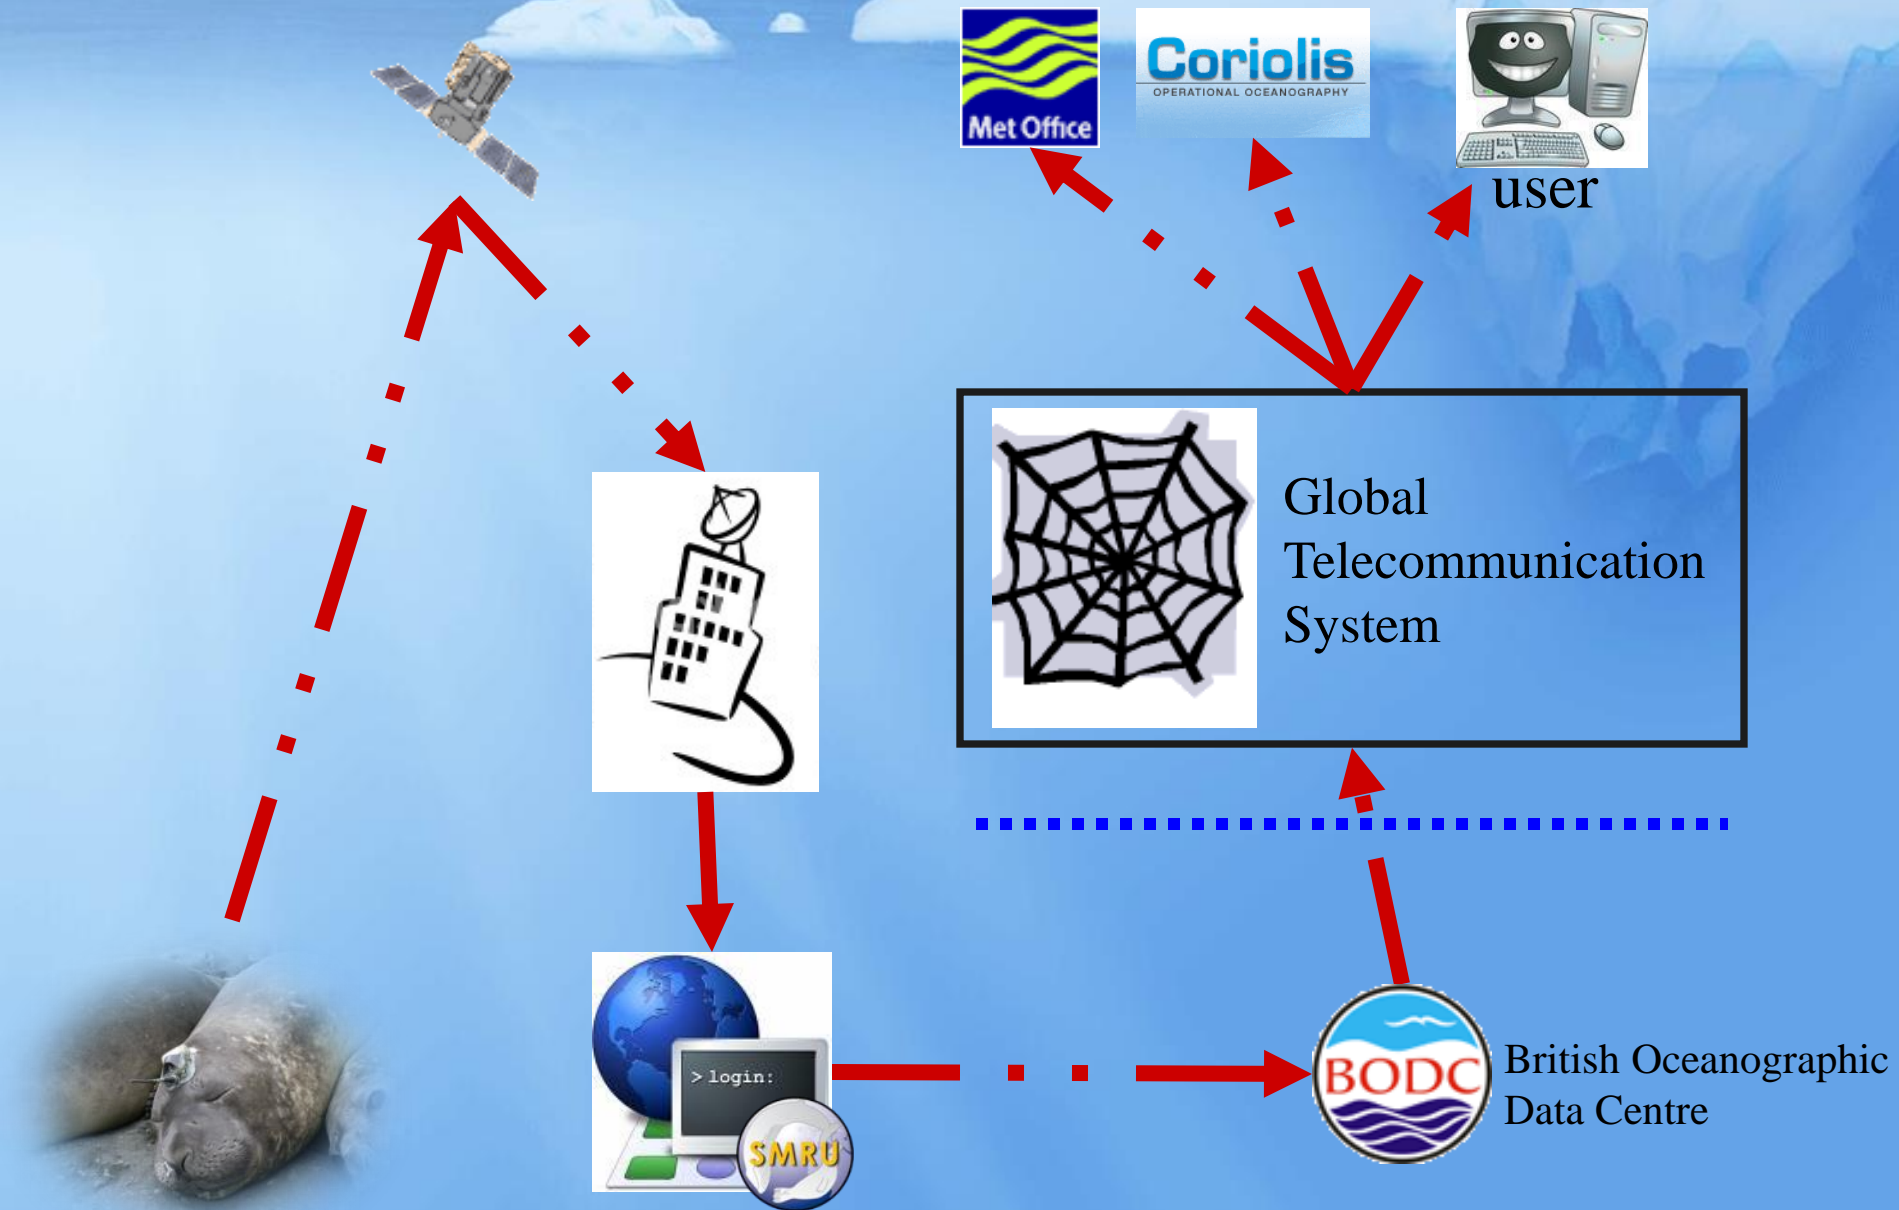 Met Office
Coriolis
OPERATIONAL OCEANOGRAPHY
user
Global
Telecommunication
System
> login:
SMRU
BODC
British Oceanographic
Data Centre